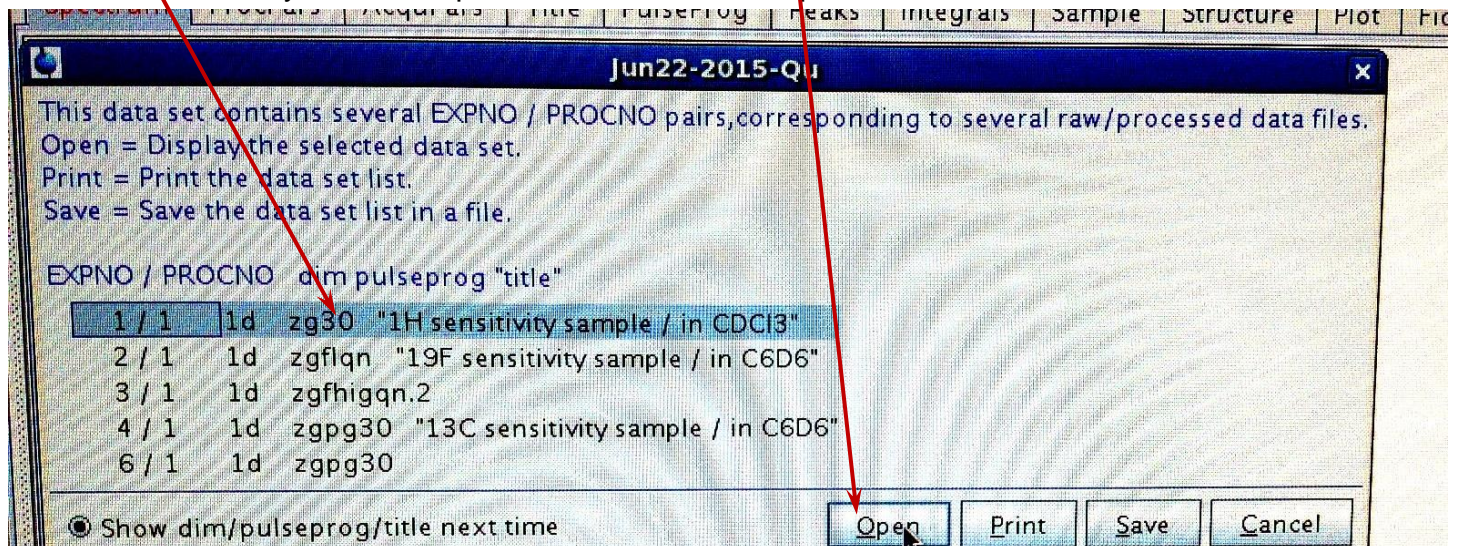 Spectrum ProcPars AcquPars Title PulseProg Peaks Integrals Sample Structure Plot Fid
Jun22-2015-Qu
This data set contains several EXPNO / PROCNO pairs,corresponding to several raw/processed data files.
Open = Display the selected data set.
Print = Print the data set list.
Save = Save the data set list in a file.
EXPNO / PROCNO dim pulseprog "title"
1 / 1 1d zg30 "1H sensitivity sample / in CDCl3"
2 / 1 1d zgflqn "19F sensitivity sample / in C6D6"
3 / 1 1d zgfhigqn.2
4 / 1 1d zgpg30 "13C sensitivity sample / in C6D6"
6 / 1 1d zgpg30
Show dim/pulseprog/title next time
Open Print Save Cancel